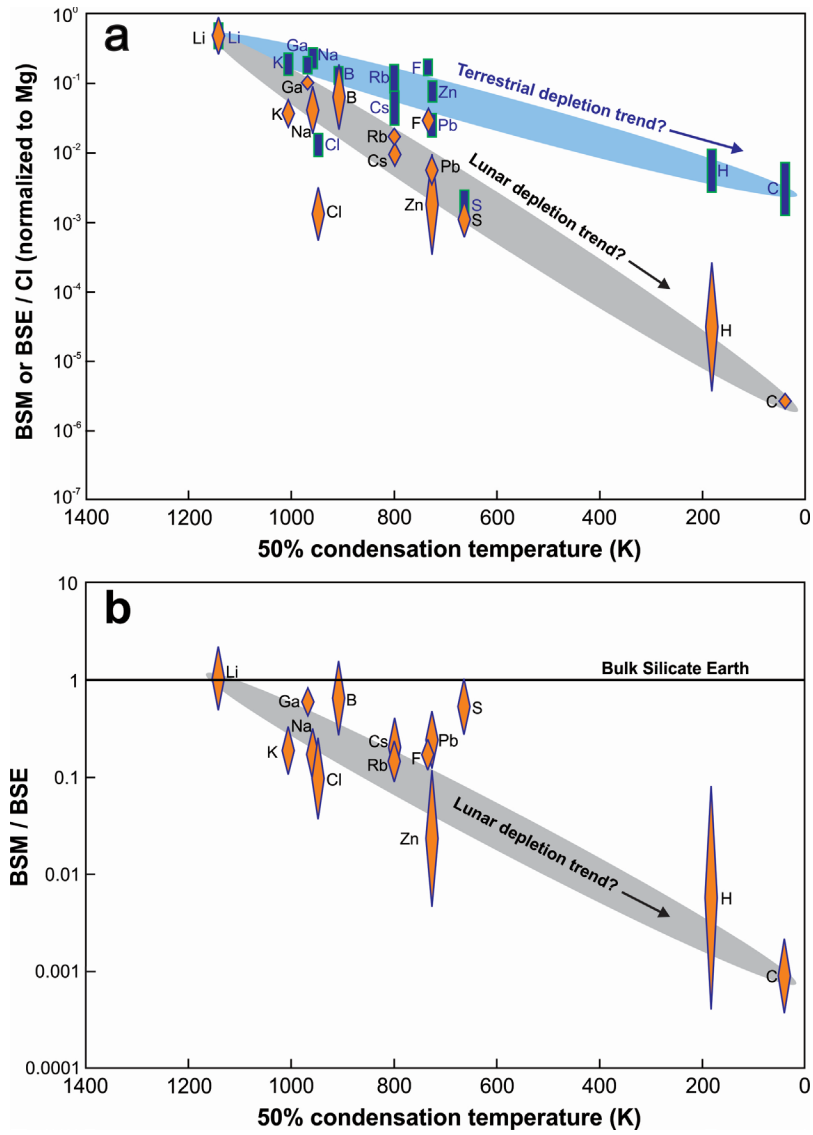 a
BSM or BSE / CI (normalized to Mg)
10⁰
10⁻¹
10⁻²
10⁻³
10⁻⁴
10⁻⁵
10⁻⁶
10⁻⁷
Li
Li
Ga
Na
K
B
Ga
B
K
Na
Cl
Cl
Rb
Cs
Rb
Cs
F
Zn
F
Pb
Pb
Zn
S
S
Terrestrial depletion trend?
Lunar depletion trend?
H
C
H
C
1400
1200
1000
800
600
400
200
0
50% condensation temperature (K)
b
BSM / BSE
10
1
0.1
0.01
0.001
0.0001
Bulk Silicate Earth
Li
Ga
B
Na
K
Cl
Cs
Rb
F
Pb
S
Zn
Lunar depletion trend?
H
C
1400
1200
1000
800
600
400
200
0
50% condensation temperature (K)